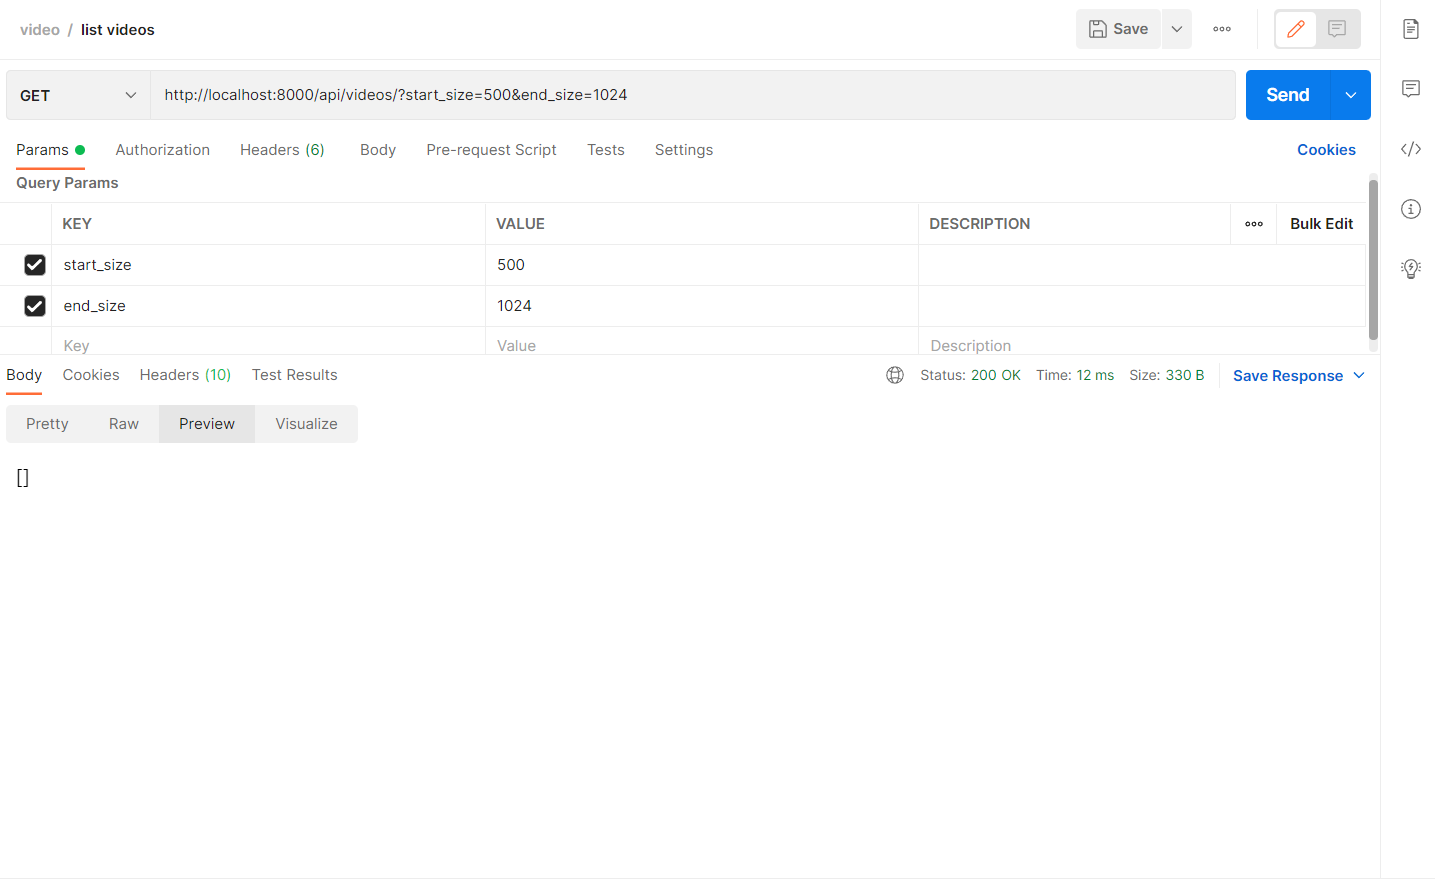 video / list videos
Save
GET
http://localhost:8000/api/videos/?start_size=500&end_size=1024
Send
Params Authorization Headers (6) Body Pre-request Script Tests Settings Cookies
Query Params
KEY VALUE DESCRIPTION Bulk Edit
start_size 500
end_size 1024
Key Value Description
Body Cookies Headers (10) Test Results Status: 200 OK Time: 12 ms Size: 330 B Save Response
Pretty Raw Preview Visualize
[]